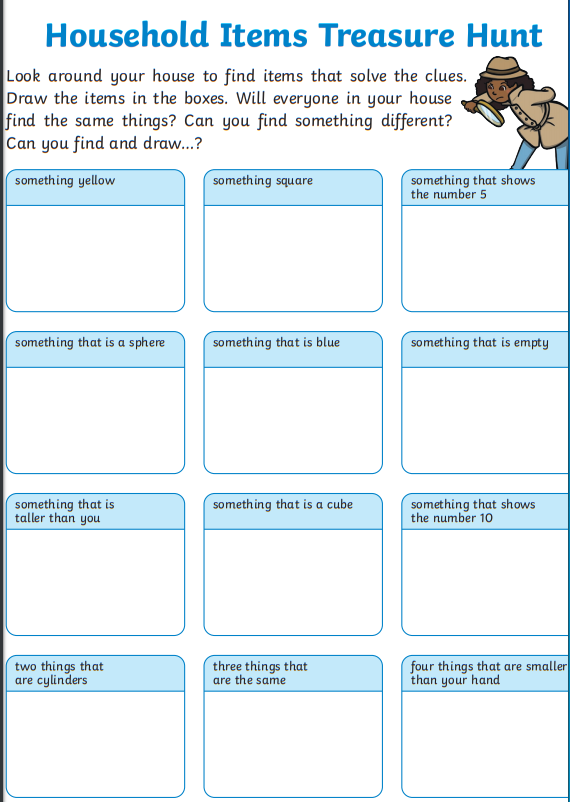 Household Items Treasure Hunt
Look around your house to find items that solve the clues.
Draw the items in the boxes. Will everyone in your house
find the same things? Can you find something different?
Can you find and draw...?
something yellow
something square
something that shows
the number 5
something that is a sphere
something that is blue
something that is empty
something that is
taller than you
something that is a cube
something that shows
the number 10
two things that
are cylinders
three things that
are the same
four things that are smaller
than your hand